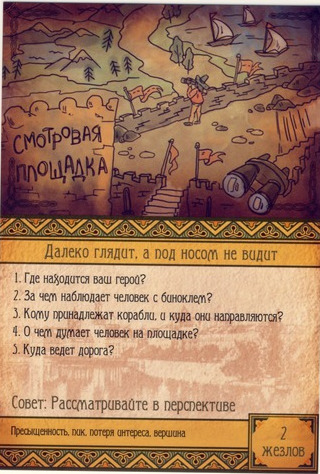 СМОТРОВАЯ
ПЛОЩАДКА
Далеко глядит, а под носом не видит
1. Где находится ваш герой?
2. За чем наблюдает человек с биноклем?
3. Кому принадлежат корабли, и куда они направляются?
4. О чем думает человек на площадке?
5. Куда ведет дорога?
Совет: Рассматривайте в перспективе
Пресыщенность, пик, потеря интереса, вершина
2
жезлов